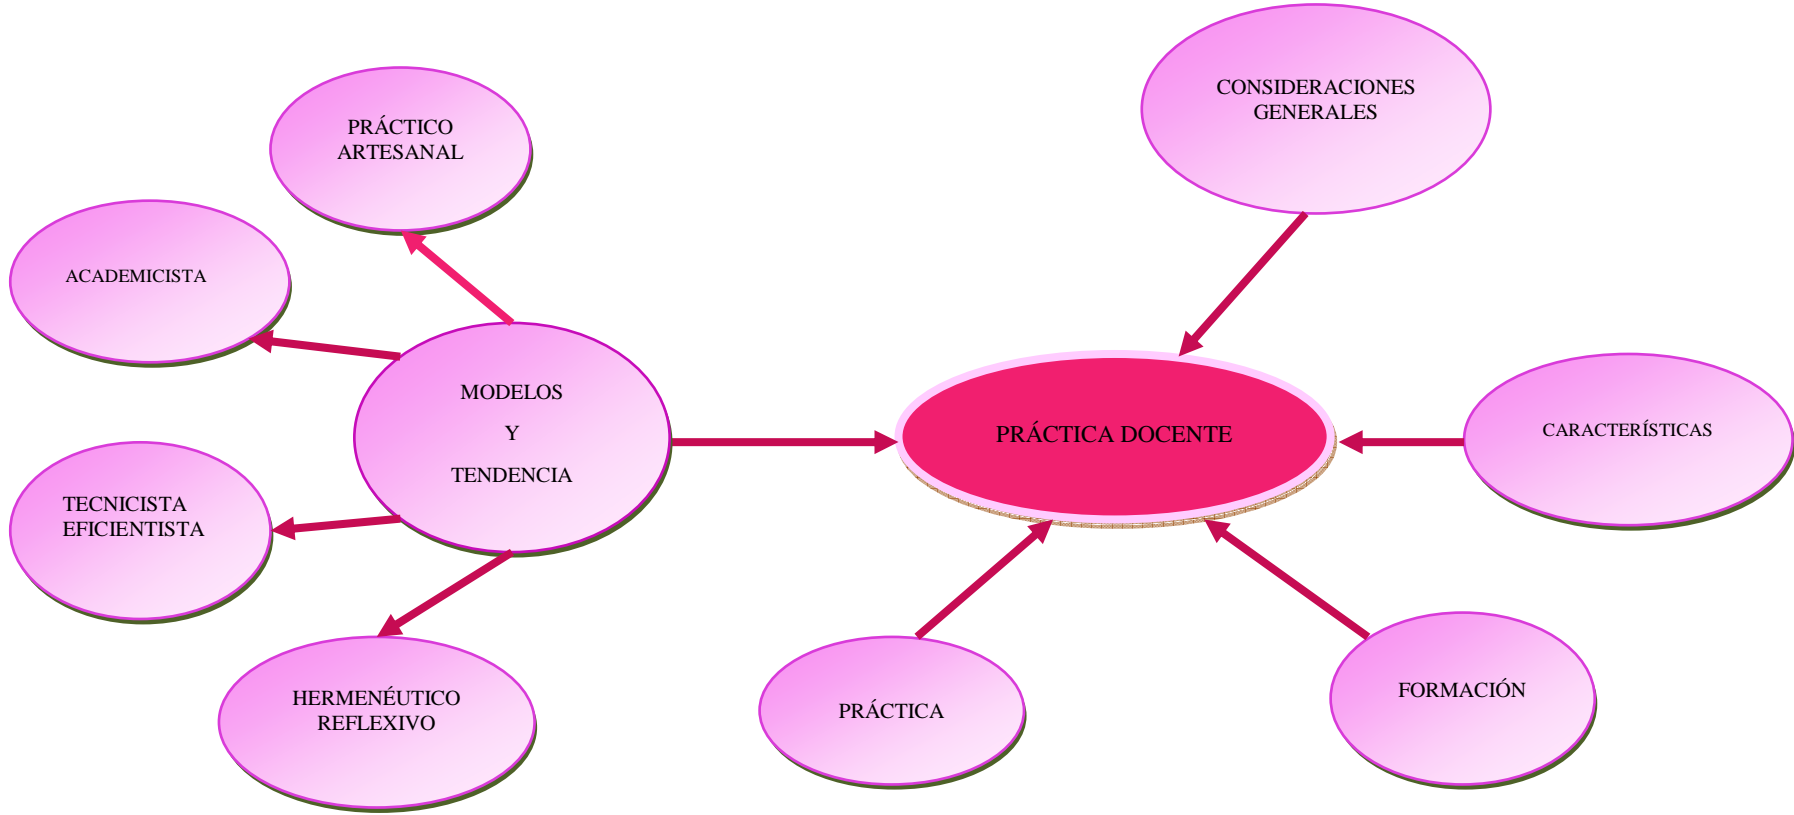 CONSIDERACIONES
GENERALES
PRÁCTICO
ARTESANAL
ACADEMICISTA
MODELOS
Y
TENDENCIA
PRÁCTICA DOCENTE
CARACTERÍSTICAS
TECNICISTA
EFICIENTISTA
HERMENÉUTICO
REFLEXIVO
PRÁCTICA
FORMACIÓN